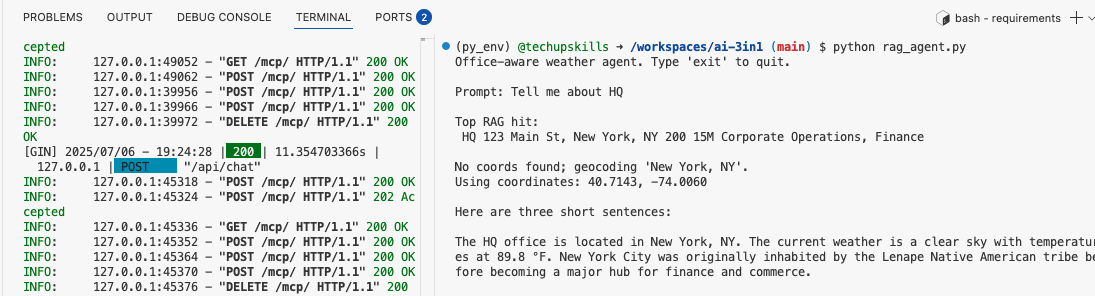 PROBLEMS OUTPUT DEBUG CONSOLE TERMINAL PORTS 2 bash - requirements
cepted
INFO: 127.0.0.1:49052 - "GET /mcp/ HTTP/1.1" 200 OK
INFO: 127.0.0.1:49062 - "POST /mcp/ HTTP/1.1" 200 OK
INFO: 127.0.0.1:39956 - "POST /mcp/ HTTP/1.1" 200 OK
INFO: 127.0.0.1:39966 - "POST /mcp/ HTTP/1.1" 200 OK
INFO: 127.0.0.1:39972 - "DELETE /mcp/ HTTP/1.1" 200
OK
[GIN] 2025/07/06 - 19:24:28 | 200 | 11.354703366s |
127.0.0.1 | POST "/api/chat"
INFO: 127.0.0.1:45318 - "POST /mcp/ HTTP/1.1" 200 OK
INFO: 127.0.0.1:45324 - "POST /mcp/ HTTP/1.1" 202 Ac
cepted
INFO: 127.0.0.1:45336 - "GET /mcp/ HTTP/1.1" 200 OK
INFO: 127.0.0.1:45352 - "POST /mcp/ HTTP/1.1" 200 OK
INFO: 127.0.0.1:45364 - "POST /mcp/ HTTP/1.1" 200 OK
INFO: 127.0.0.1:45370 - "POST /mcp/ HTTP/1.1" 200 OK
INFO: 127.0.0.1:45376 - "DELETE /mcp/ HTTP/1.1" 200
(py_env) @techupskills ➜ /workspaces/ai-3in1 (main) $ python rag_agent.py
Office-aware weather agent. Type 'exit' to quit.
Prompt: Tell me about HQ
Top RAG hit:
HQ 123 Main St, New York, NY 200 15M Corporate Operations, Finance
No coords found; geocoding 'New York, NY'.
Using coordinates: 40.7143, -74.0060
Here are three short sentences:
The HQ office is located in New York, NY. The current weather is a clear sky with temperatur
es at 89.8 °F. New York City was originally inhabited by the Lenape Native American tribe be
fore becoming a major hub for finance and commerce.